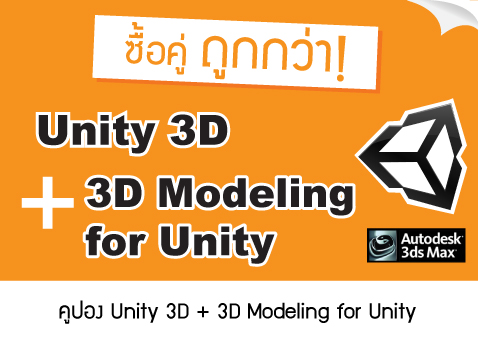 ซื้อคู่ ถูกกว่า!
Unity 3D
+ 3D Modeling
for Unity
Autodesk
3ds Max
คูปอง Unity 3D + 3D Modeling for Unity